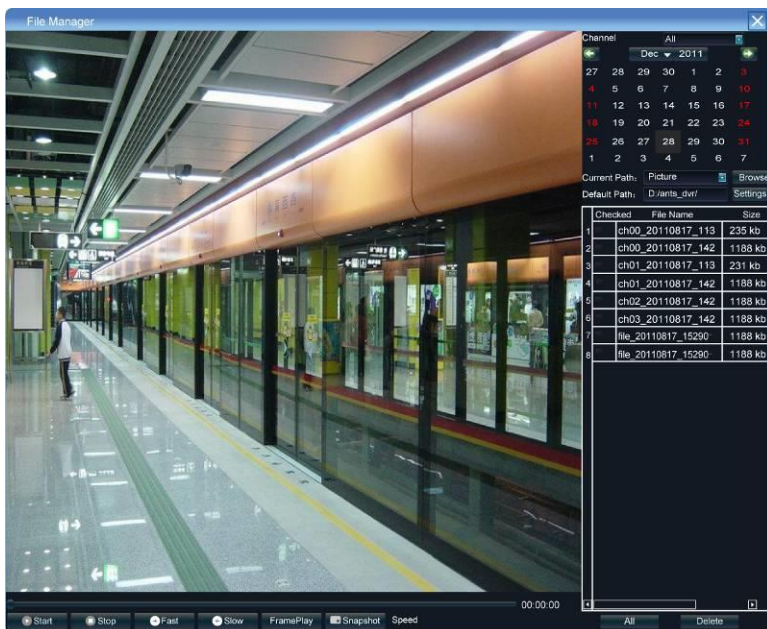 File Manager
Channel All
Dec 2011
27 28 29 30 1 2 3
4 5 6 7 8 9 10
11 12 13 14 15 16 17
18 19 20 21 22 23 24
25 26 27 28 29 30 31
1 2 3 4 5 6 7
Current Path: Picture Browse
Default Path: D:/ants_dvr/ Settings
Checked File Name Size
1 ch00_20110817_113 235 kb
2 ch00_20110817_142 1188 kb
3 ch01_20110817_113 231 kb
4 ch01_20110817_142 1188 kb
5 ch02_20110817_142 1188 kb
6 ch03_20110817_142 1188 kb
7 file_20110817_15290 1188 kb
8 file_20110817_15290 1188 kb
00:00:00
Start Stop Fast Slow FramePlay Snapshot Speed
All Delete